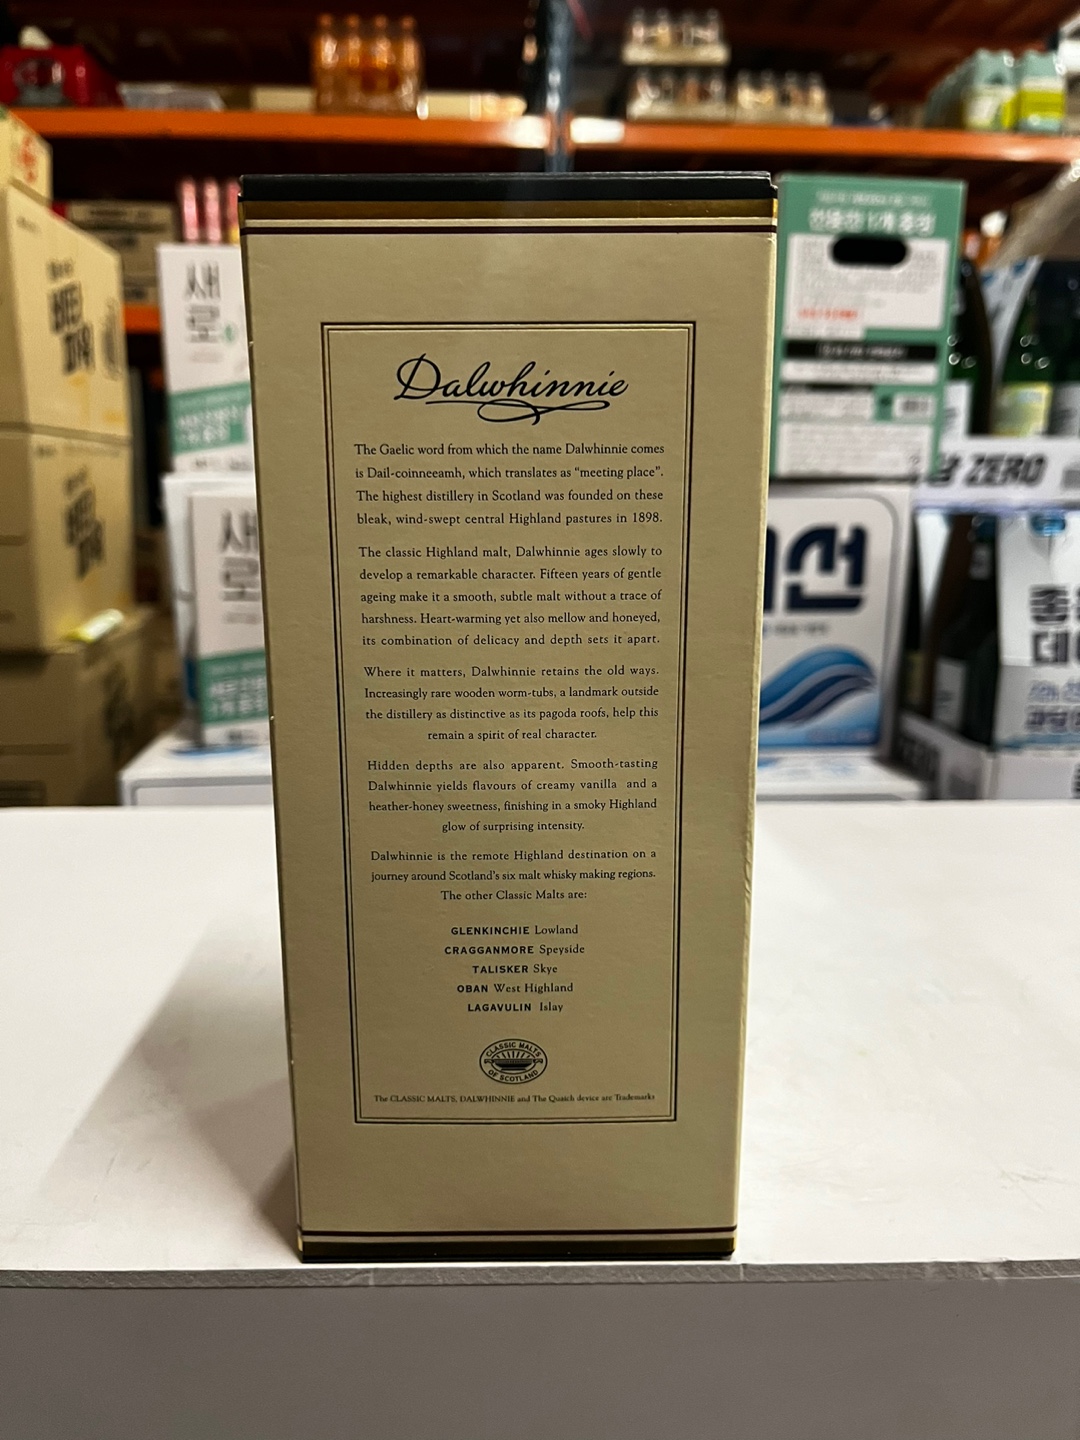 Dalwhinnie
The Gaelic word from which the name Dalwhinnie comes
is Dail-coinneeamh, which translates as “meeting place”.
The highest distillery in Scotland was founded on these
bleak, wind-swept central Highland pastures in 1898.
The classic Highland malt, Dalwhinnie ages slowly to
develop a remarkable character. Fifteen years of gentle
ageing make it a smooth, subtle malt without a trace of
harshness. Heart-warming yet also mellow and honeyed,
its combination of delicacy and depth sets it apart.
Where it matters, Dalwhinnie retains the old ways.
Increasingly rare wooden worm-tubs, a landmark outside
the distillery as distinctive as its pagoda roofs, help this
remain a spirit of real character.
Hidden depths are also apparent. Smooth-tasting
Dalwhinnie yields flavours of creamy vanilla and a
heather-honey sweetness, finishing in a smoky Highland
glow of surprising intensity.
Dalwhinnie is the remote Highland destination on a
journey around Scotland's six malt whisky making regions.
The other Classic Malts are:
GLENKINCHIE Lowland
CRAGGANMORE Speyside
TALISKER Skye
OBAN West Highland
LAGAVULIN Islay
CLASSIC MALTS
OF SCOTLAND
The CLASSIC MALTS, DALWHINNIE and The Quaich device are Trademarks
새
로
새
로
선
ZERO